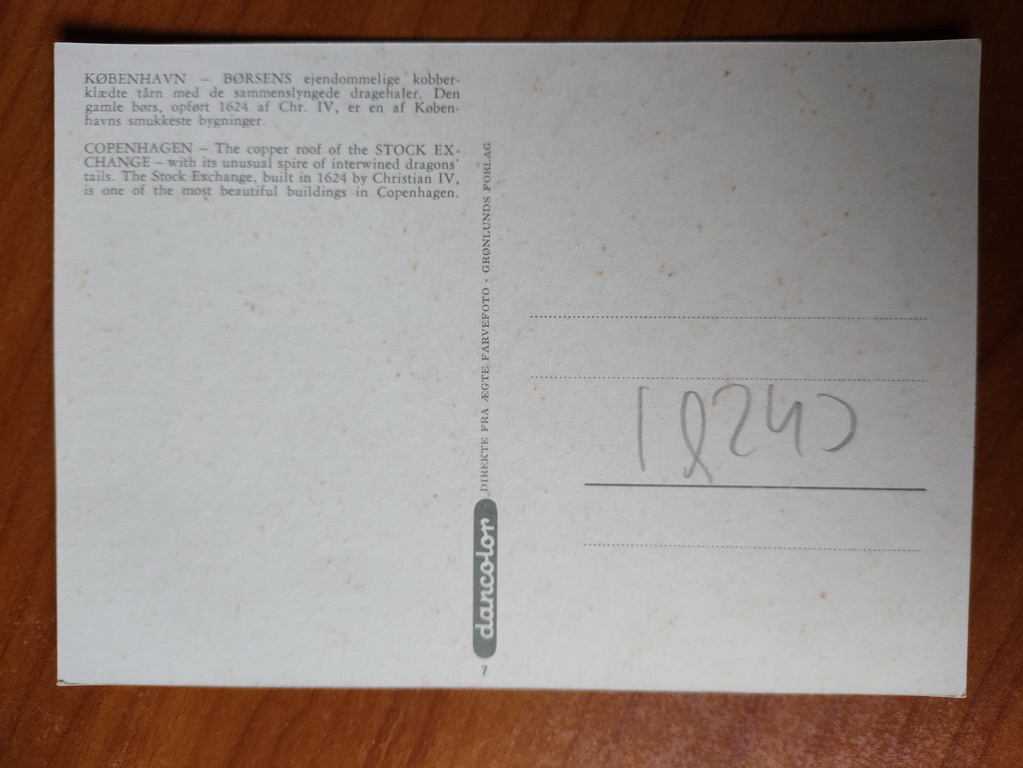 KØBENHAVN – BØRSENS ejendommelige kobber-
klædte tårn med de sammenslyngede dragehaler. Den
gamle børs, opført 1624 af Chr. IV, er en af Køben-
havns smukkeste bygninger.
COPENHAGEN – The copper roof of the STOCK EX-
CHANGE – with its unusual spire of interwined dragons'
tails. The Stock Exchange, built in 1624 by Christian IV,
is one of the most beautiful buildings in Copenhagen.
DIREKTE FRA ÆGTE FARVEFOTO - GRØNLUNDS FORLAG
dancolor
7